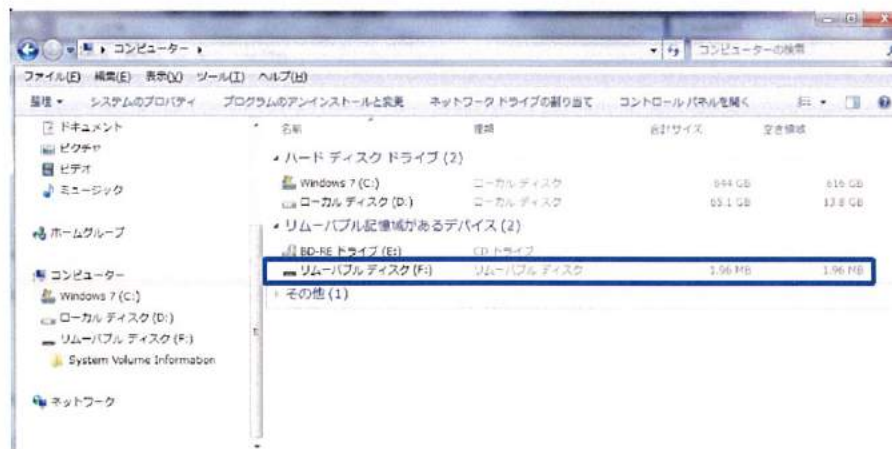 コンピューター
コンピューターの検索
ファイル(F) 編集(E) 表示(V) ツール(T) ヘルプ(H)
整理 システムのプロパティ プログラムのアンインストールと変更 ネットワーク ドライブの割り当て コントロール パネルを開く
ドキュメント
ピクチャ
ビデオ
ミュージック
ホームグループ
コンピューター
Windows 7 (C:)
ローカル ディスク (D:)
リムーバブル ディスク (F:)
System Volume Information
ネットワーク
名前 種類 合計サイズ 空き領域
ハード ディスク ドライブ (2)
Windows 7 (C:) ローカル ディスク 644 GB 616 GB
ローカル ディスク (D:) ローカル ディスク 65.1 GB 13.8 GB
リムーバブル記憶域があるデバイス (2)
BD-RE ドライブ (E:) CD ドライブ
リムーバブル ディスク (F:) リムーバブル ディスク 1.96 MB 1.96 MB
その他 (1)